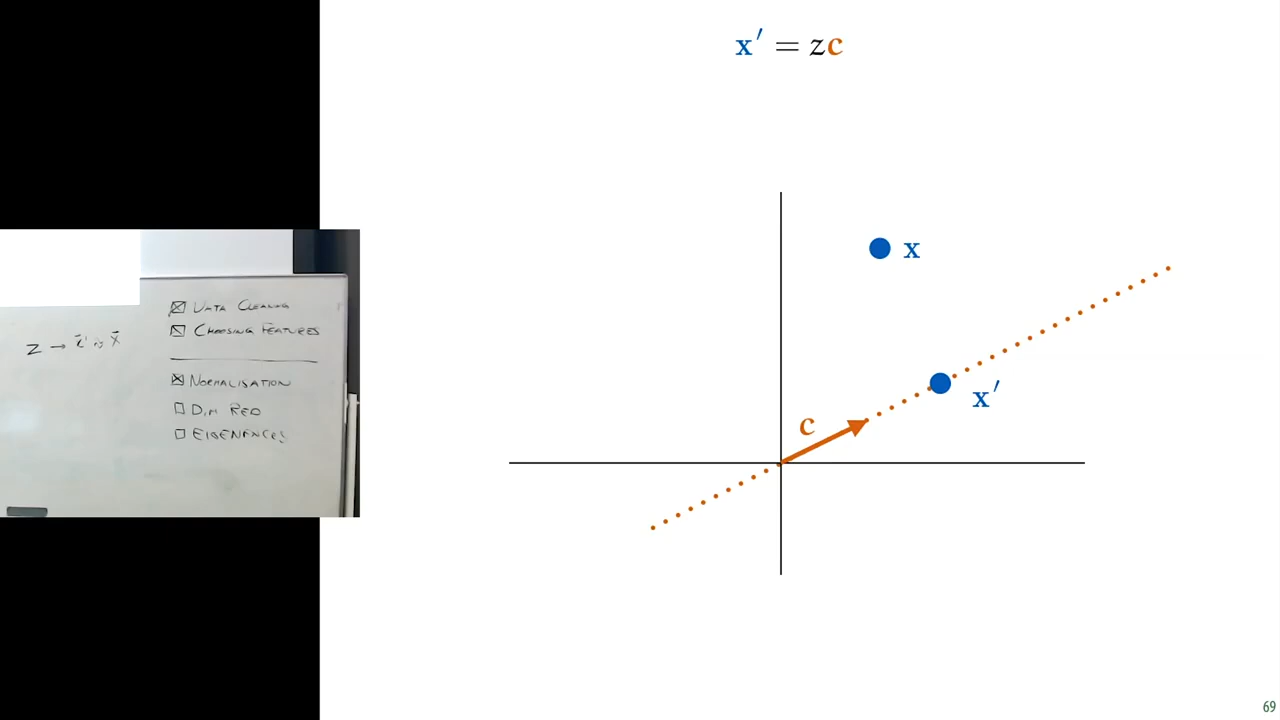 x′ = zc
x
x′
c
DATA CLEANING
CHOOSING FEATURES
NORMALISATION
DIM RED
EIGENFACES
z → x̄' ≈ x̄
69